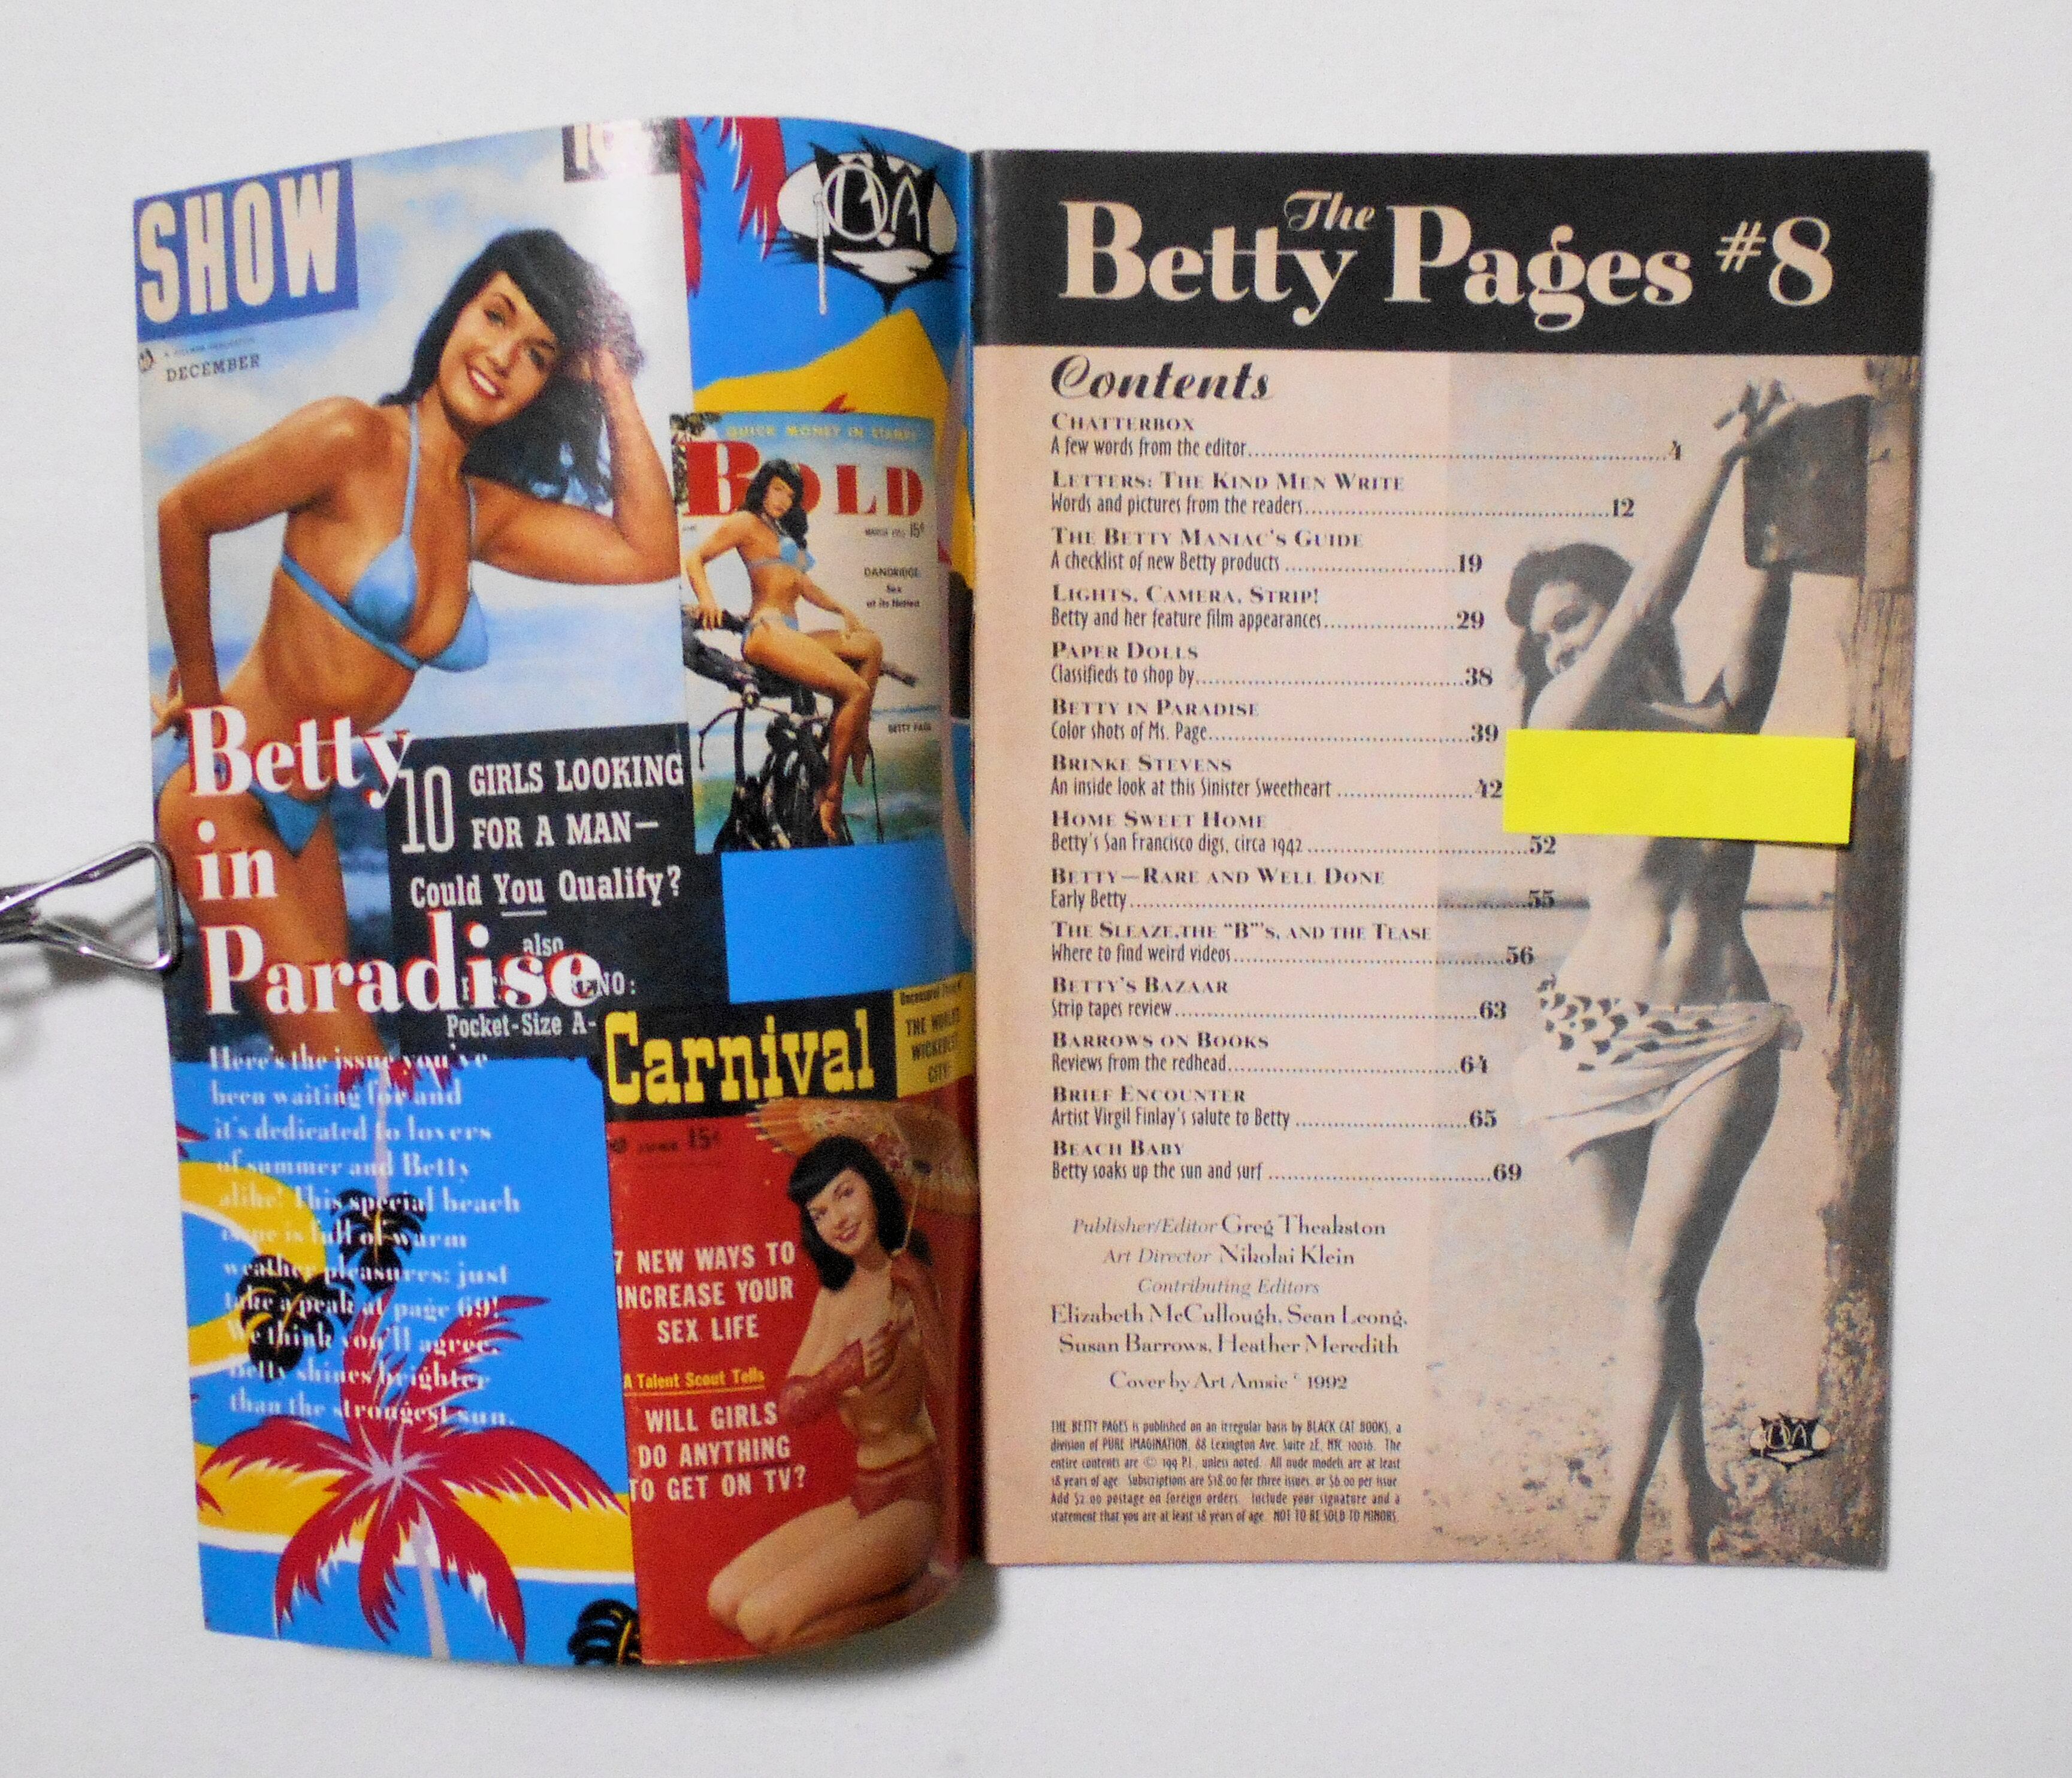 SHOW
DECEMBER
Betty
in
Paradise
10 GIRLS LOOKING
FOR A MAN—
Could You Qualify?
also
NO:
Pocket-Size A-
Here's the issue you've
been waiting for and
it's dedicated to lovers
of summer and Betty
alike! This special beach
issue is full of warm
weather pleasures: just
take a peak at page 69!
We think you'll agree,
Betty shines brighter
than the strongest sun.
QUICK MONEY IN STAMPS
BOLD
15¢
DANDRIDGE:
Sex
at its Hottest
BETTY PAGE
Carnival
THE WORLD'S
WICKEDEST
CITY
15¢
7 NEW WAYS TO
INCREASE YOUR
SEX LIFE
A Talent Scout Tells
WILL GIRLS
DO ANYTHING
TO GET ON TV?
The
Betty Pages #8
Contents
CHATTERBOX
A few words from the editor 4
LETTERS: THE KIND MEN WRITE
Words and pictures from the readers 12
THE BETTY MANIAC'S GUIDE
A checklist of new Betty products 19
LIGHTS, CAMERA, STRIP!
Betty and her feature film appearances 29
PAPER DOLLS
Classifieds to shop by 38
BETTY IN PARADISE
Color shots of Ms. Page 39
BRINKE STEVENS
An inside look at this Sinister Sweetheart 42
HOME SWEET HOME
Betty's San Francisco digs, circa 1942 52
BETTY—RARE AND WELL DONE
Early Betty 55
THE SLEAZE, THE "B"'S, AND THE TEASE
Where to find weird videos 56
BETTY'S BAZAAR
Strip tapes review 63
BARROWS ON BOOKS
Reviews from the redhead 64
BRIEF ENCOUNTER
Artist Virgil Finlay's salute to Betty 65
BEACH BABY
Betty soaks up the sun and surf 69
Publisher/Editor Greg Theakston
Art Director Nikolai Klein
Contributing Editors
Elizabeth McCullough, Sean Leong,
Susan Barrows, Heather Meredith
Cover by Art Amsie 1992
THE BETTY PAGES is published on an irregular basis by BLACK CAT BOOKS, a
division of PURE IMAGINATION, 88 Lexington Ave. Suite 2E, NYC 10016. The
entire contents are © 199 P.I., unless noted. All nude models are at least
18 years of age. Subscriptions are $18.00 for three issues, or $6.00 per issue.
Add $2.00 postage on foreign orders. Include your signature and a
statement that you are at least 18 years of age. NOT TO BE SOLD TO MINORS.